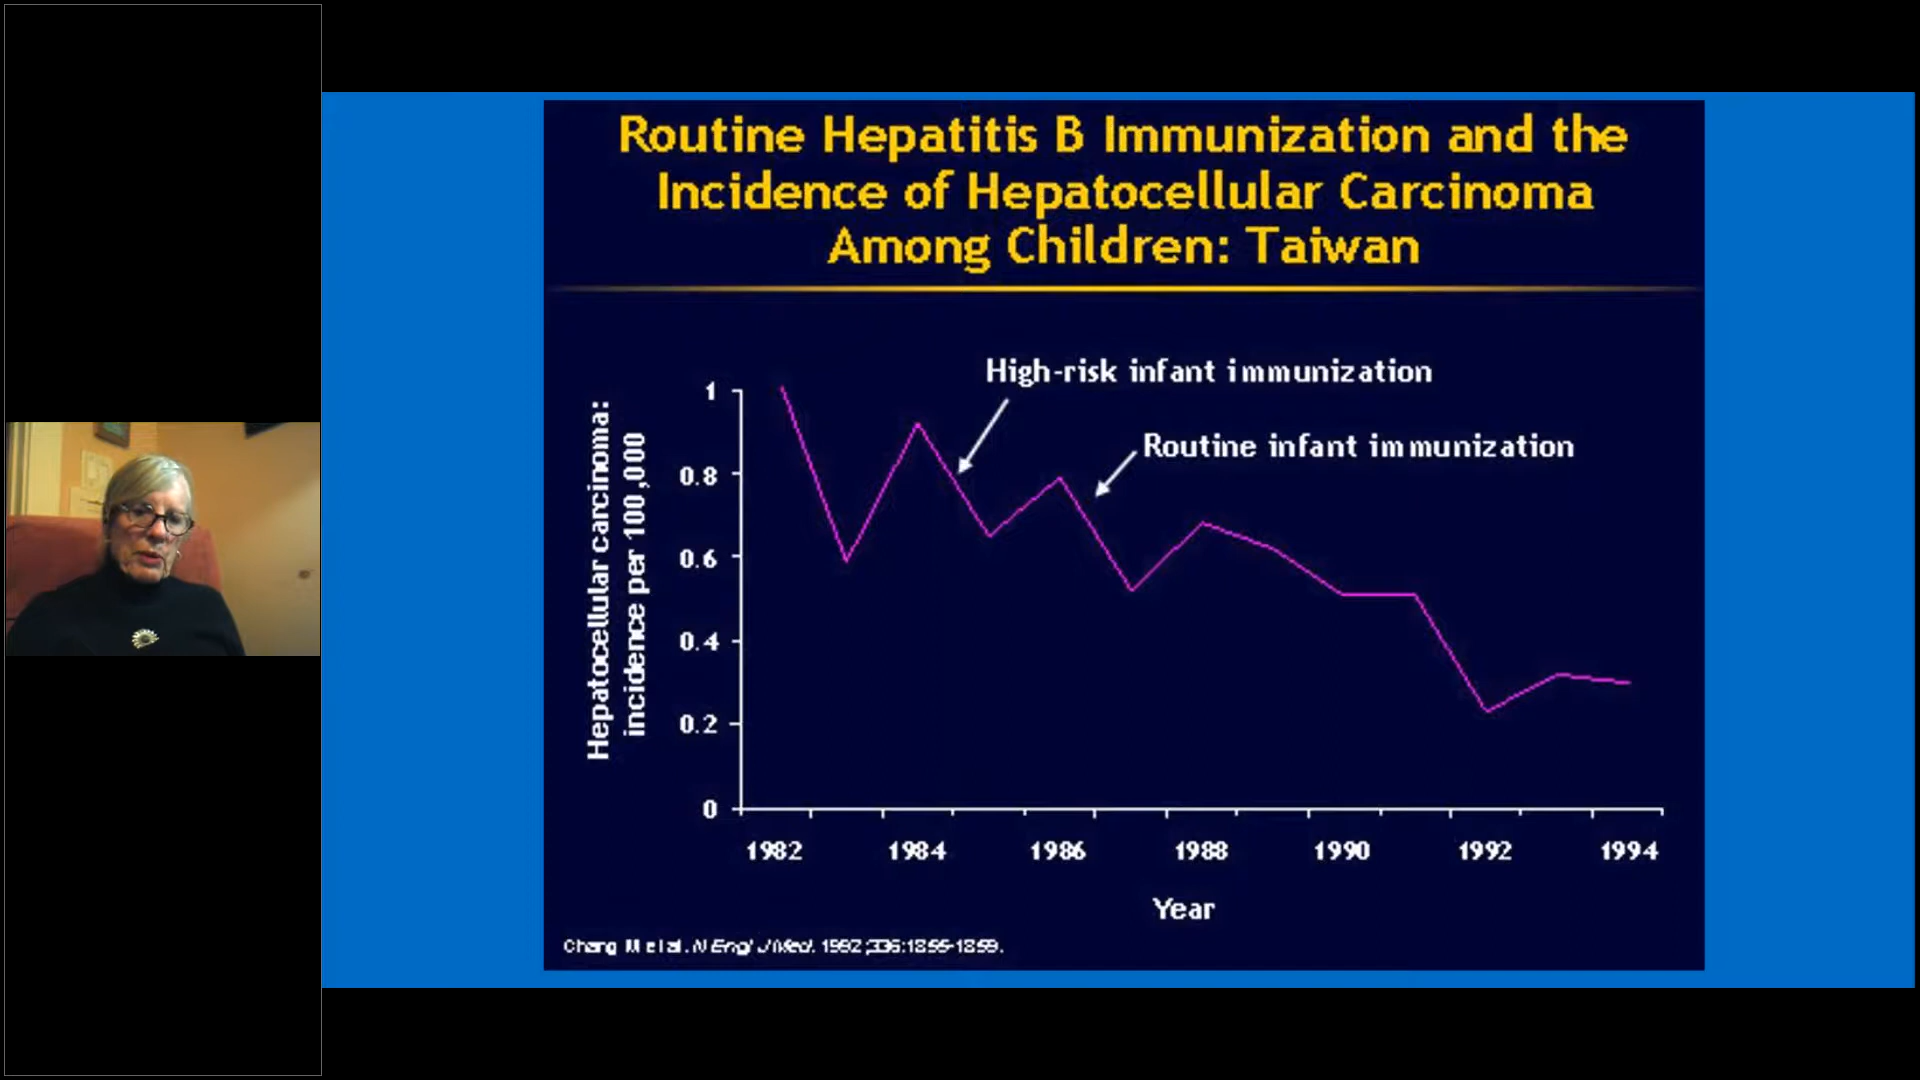 Routine Hepatitis B Immunization and the
Incidence of Hepatocellular Carcinoma
Among Children: Taiwan
High-risk infant immunization
Routine infant immunization
Hepatocellular carcinoma:
incidence per 100,000
1
0.8
0.6
0.4
0.2
0
1982 1984 1986 1988 1990 1992 1994
Year
Chang M et al. N Engl J Med. 1992;336:1855-1859.